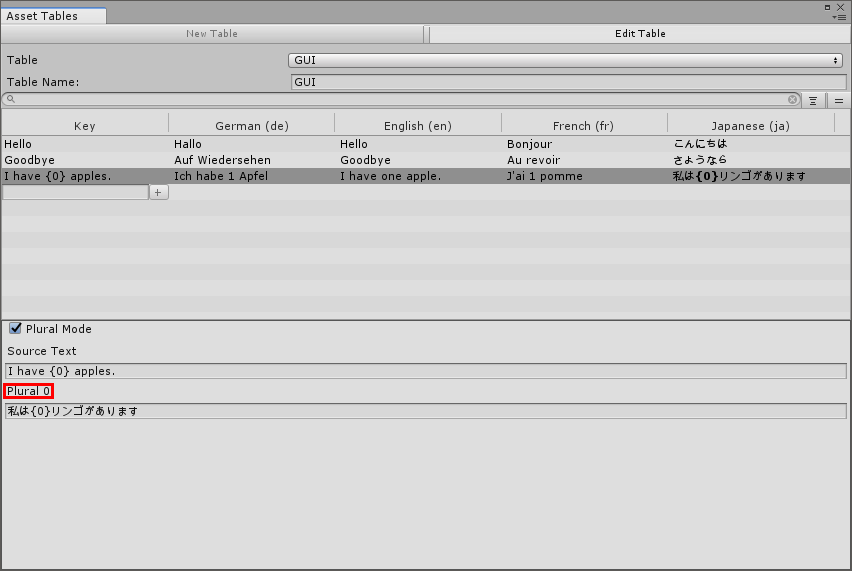 Asset Tables
New Table Edit Table
Table GUI
Table Name: GUI
Key German (de) English (en) French (fr) Japanese (ja)
Hello Hallo Hello Bonjour こんにちは
Goodbye Auf Wiedersehen Goodbye Au revoir さようなら
I have {0} apples. Ich habe 1 Apfel I have one apple. J'ai 1 pomme 私は{0}リンゴがあります
+
Plural Mode
Source Text
I have {0} apples.
Plural 0
私は{0}リンゴがあります